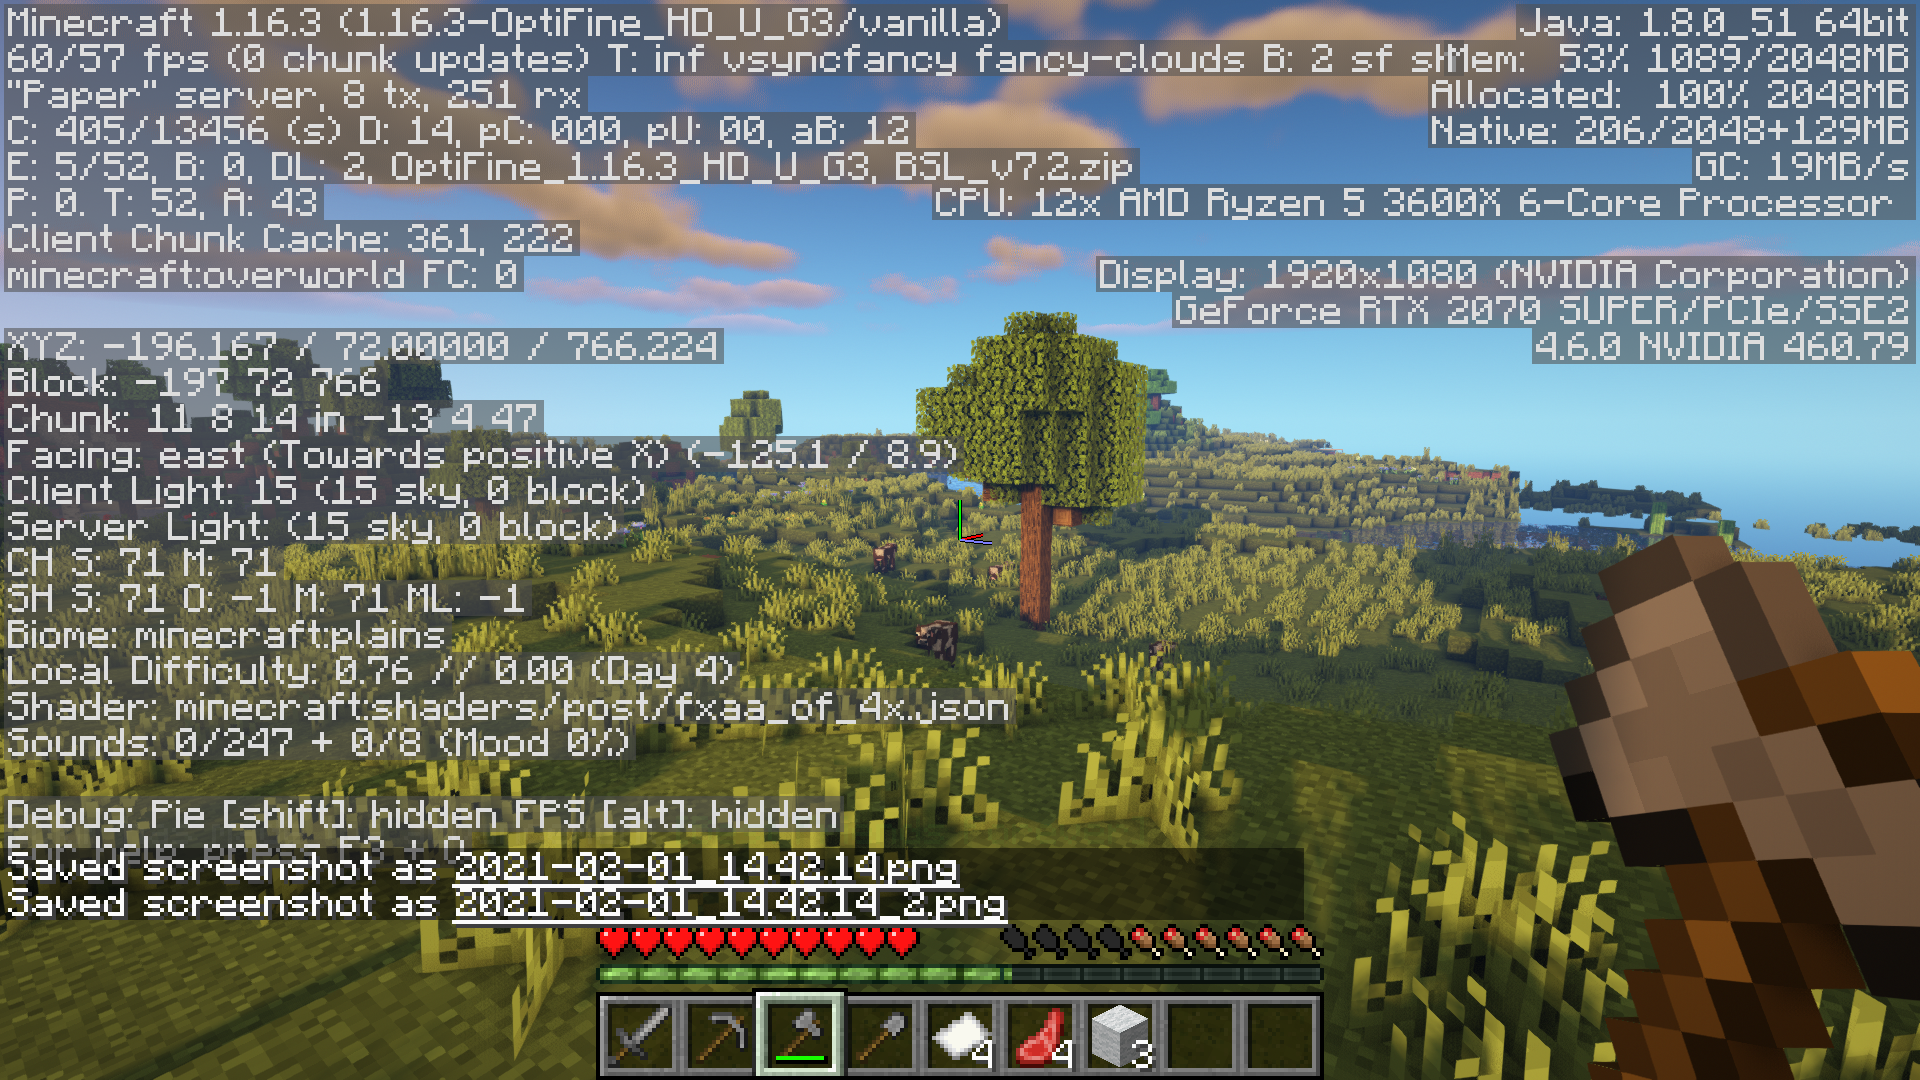 Minecraft 1.16.3 (1.16.3-OptiFine_HD_U_G3/vanilla)
60/57 fps (0 chunk updates) T: inf vsyncfancy fancy-clouds B: 2 sf
"Paper" server, 8 tx, 251 rx
C: 405/13456 (s) D: 14, pC: 000, pU: 00, aB: 12
E: 5/52, B: 0, DL. 2, OptiFine_1.16.3_HD_U_G3, BSL_v7.2.zip
P: 0. T: 52, A: 43
Client Chunk Cache: 361, 222
minecraft:overworld FC: 0
XYZ: -196.167 / 72.00000 / 766.224
Block: -197 72 766
Chunk: 11 8 14 in -13 4 47
Facing: east (Towards positive X) (-125.1 / 8.9)
Client Light: 15 (15 sky, 0 block)
Server Light: (15 sky, 0 block)
CH S: 71 M: 71
SH S: 71 O: -1 M: 71 ML: -1
Biome: minecraft:plains
Local Difficulty: 0.76 // 0.00 (Day 4)
Shader: minecraft:shaders/post/fxaa_of_4x.json
Sounds: 0/247 + 0/8 (Mood 0%)
Debug: Pie [shift]: hidden FPS [alt]: hidden
For help: press F3 + Q
Saved screenshot as 2021-02-01_14.42.14.png
Saved screenshot as 2021-02-01_14.42.14_2.png
Java: 1.8.0_51 64bit
Mem: 53% 1089/2048MB
Allocated: 100% 2048MB
Native: 206/2048+129MB
GC: 19MB/s
CPU: 12x AMD Ryzen 5 3600X 6-Core Processor
Display: 1920x1080 (NVIDIA Corporation)
GeForce RTX 2070 SUPER/PCIe/SSE2
4.6.0 NVIDIA 460.79
4
4
3